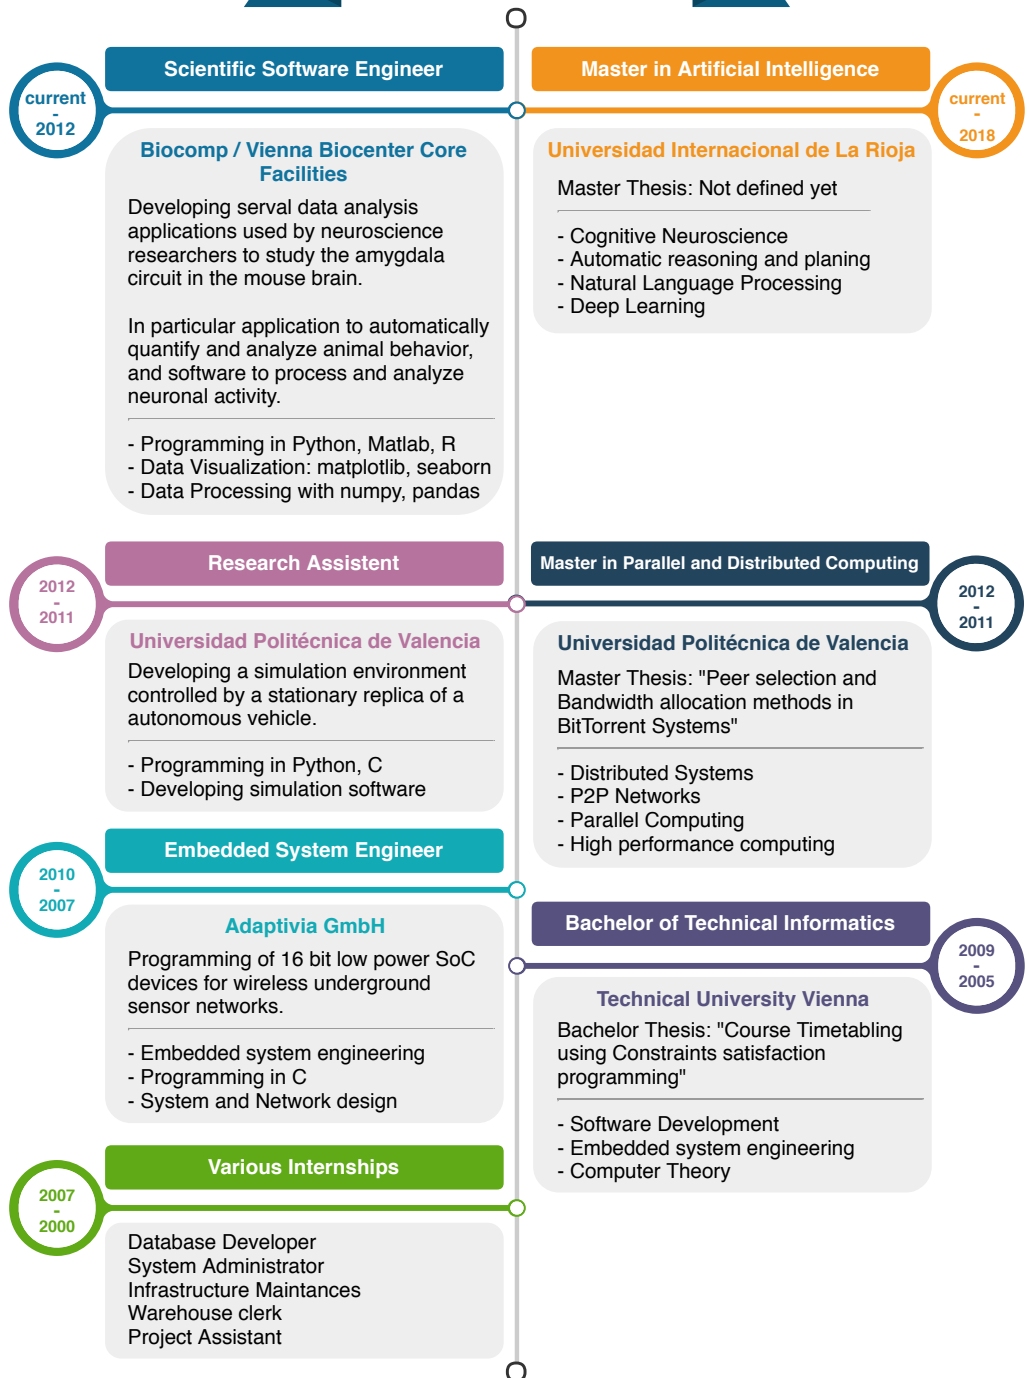 Scientific Software Engineer
current
-
2012
Biocomp / Vienna Biocenter Core
Facilities
Developing serval data analysis
applications used by neuroscience
researchers to study the amygdala
circuit in the mouse brain.
In particular application to automatically
quantify and analyze animal behavior,
and software to process and analyze
neuronal activity.
- Programming in Python, Matlab, R
- Data Visualization: matplotlib, seaborn
- Data Processing with numpy, pandas
Research Assistent
2012
-
2011
Universidad Politécnica de Valencia
Developing a simulation environment
controlled by a stationary replica of a
autonomous vehicle.
- Programming in Python, C
- Developing simulation software
Embedded System Engineer
2010
-
2007
Adaptivia GmbH
Programming of 16 bit low power SoC
devices for wireless underground
sensor networks.
- Embedded system engineering
- Programming in C
- System and Network design
Various Internships
2007
-
2000
Database Developer
System Administrator
Infrastructure Maintances
Warehouse clerk
Project Assistant
Master in Artificial Intelligence
current
-
2018
Universidad Internacional de La Rioja
Master Thesis: Not defined yet
- Cognitive Neuroscience
- Automatic reasoning and planing
- Natural Language Processing
- Deep Learning
Master in Parallel and Distributed Computing
2012
-
2011
Universidad Politécnica de Valencia
Master Thesis: "Peer selection and
Bandwidth allocation methods in
BitTorrent Systems"
- Distributed Systems
- P2P Networks
- Parallel Computing
- High performance computing
Bachelor of Technical Informatics
2009
-
2005
Technical University Vienna
Bachelor Thesis: "Course Timetabling
using Constraints satisfaction
programming"
- Software Development
- Embedded system engineering
- Computer Theory